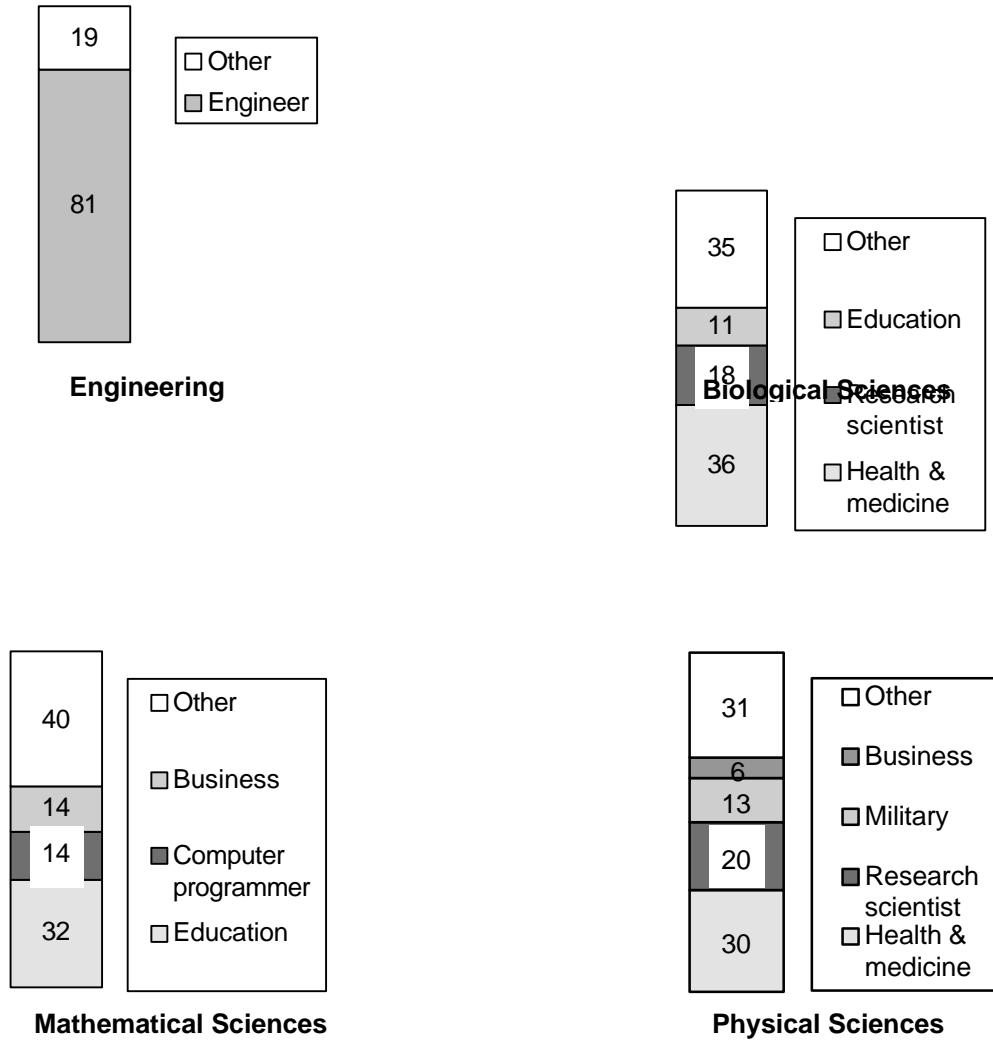 19
81
Other
Engineer
Engineering
35
11
18
36
Other
Education
Research
scientist
Health &
medicine
Biological Sciences
40
14
14
32
Other
Business
Computer
programmer
Education
Mathematical Sciences
31
6
13
20
30
Other
Business
Military
Research
scientist
Health &
medicine
Physical Sciences